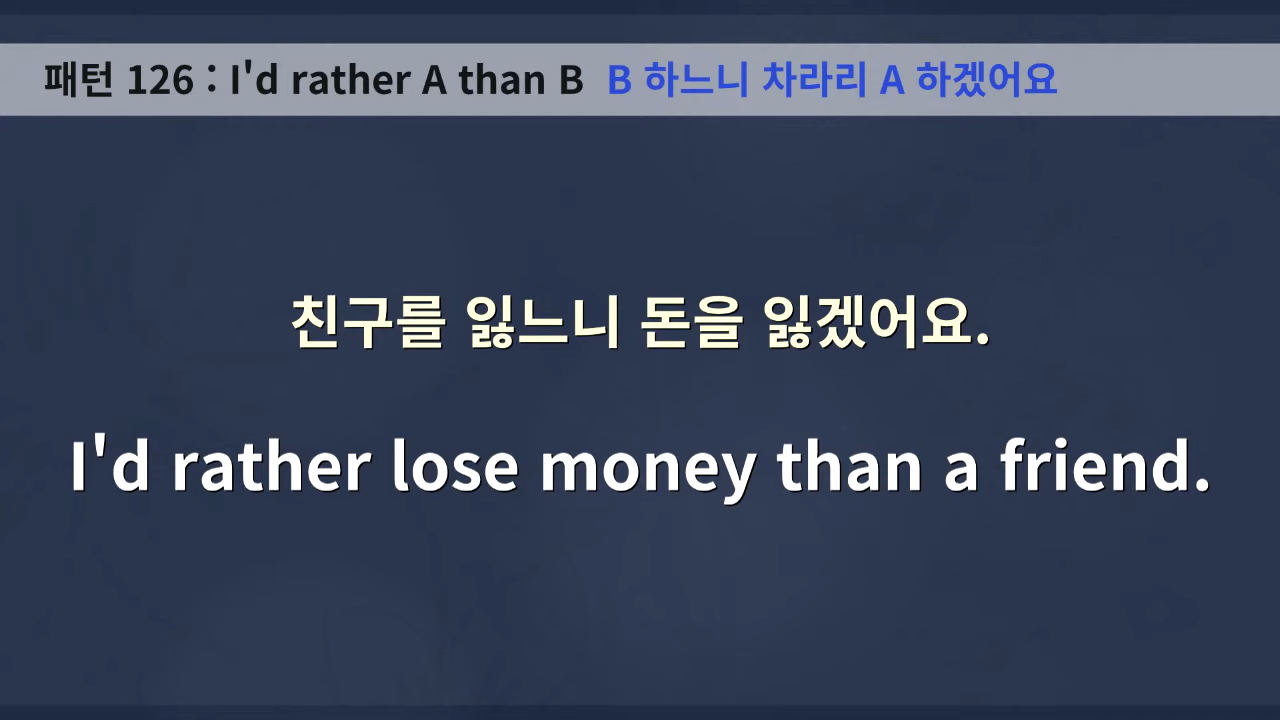 패턴 126 : I'd rather A than B B 하느니 차라리 A 하겠어요
친구를 잃느니 돈을 잃겠어요.
I'd rather lose money than a friend.